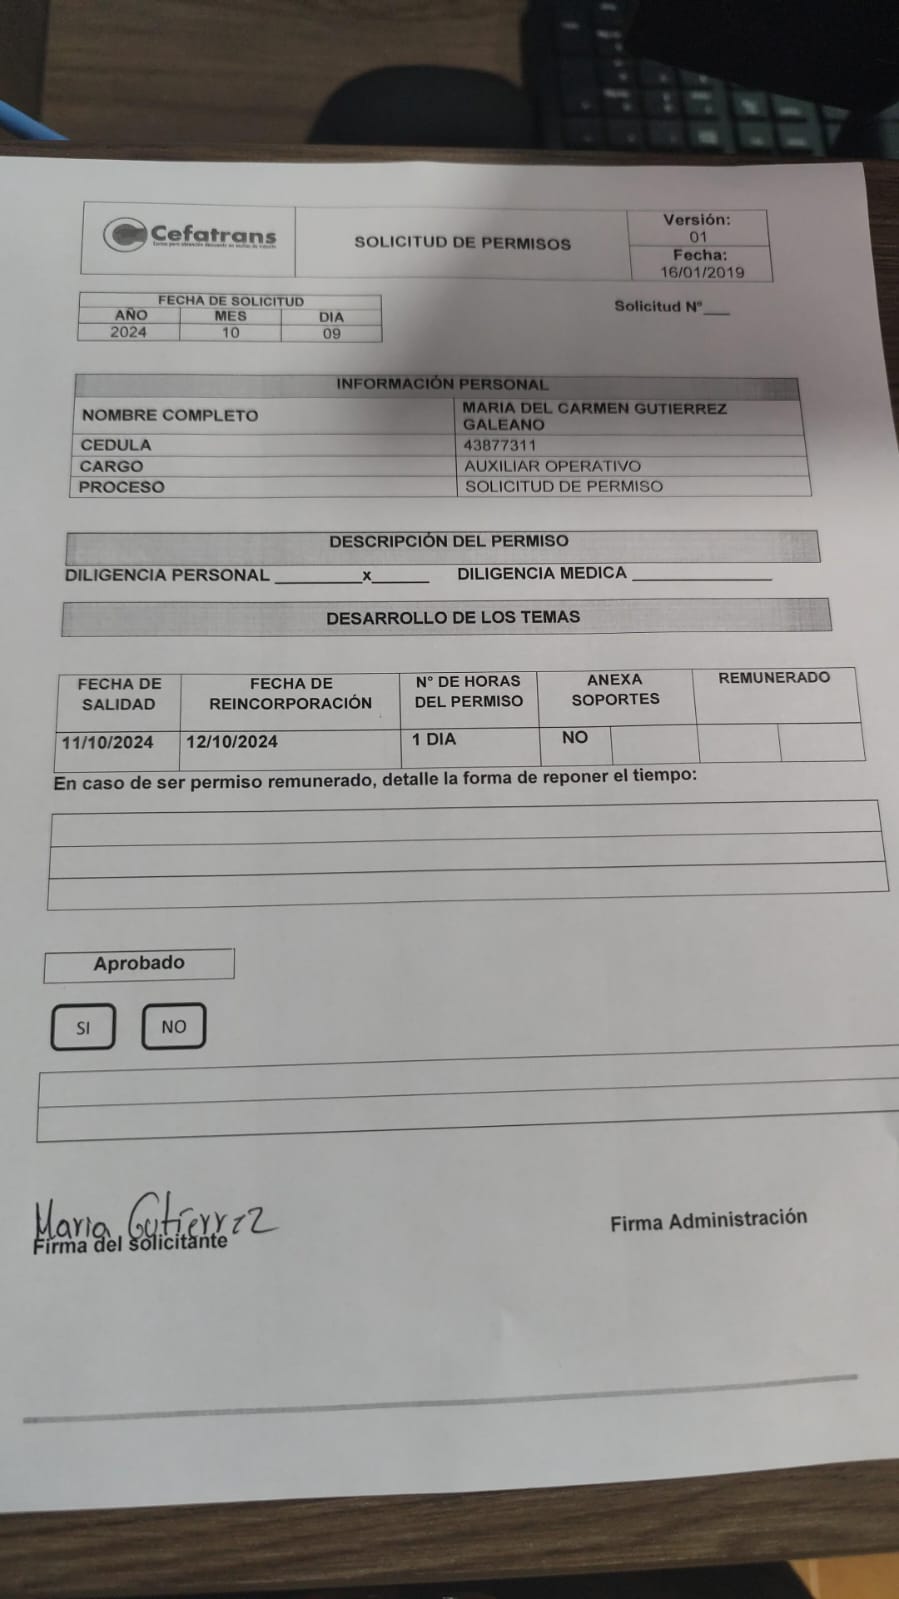 Cefatrans
SOLICITUD DE PERMISOS
Versión:
01
Fecha:
16/01/2019
FECHA DE SOLICITUD
AÑO MES DIA
2024 10 09
Solicitud N°___
INFORMACIÓN PERSONAL
NOMBRE COMPLETO MARIA DEL CARMEN GUTIERREZ
GALEANO
CEDULA 43877311
CARGO AUXILIAR OPERATIVO
PROCESO SOLICITUD DE PERMISO
DESCRIPCIÓN DEL PERMISO
DILIGENCIA PERSONAL _________x______ DILIGENCIA MEDICA _______________
DESARROLLO DE LOS TEMAS
FECHA DE SALIDAD FECHA DE REINCORPORACIÓN N° DE HORAS DEL PERMISO ANEXA SOPORTES REMUNERADO
11/10/2024 12/10/2024 1 DIA NO
En caso de ser permiso remunerado, detalle la forma de reponer el tiempo:
Aprobado
SI NO
Maria Gutierrez
Firma del solicitante
Firma Administración